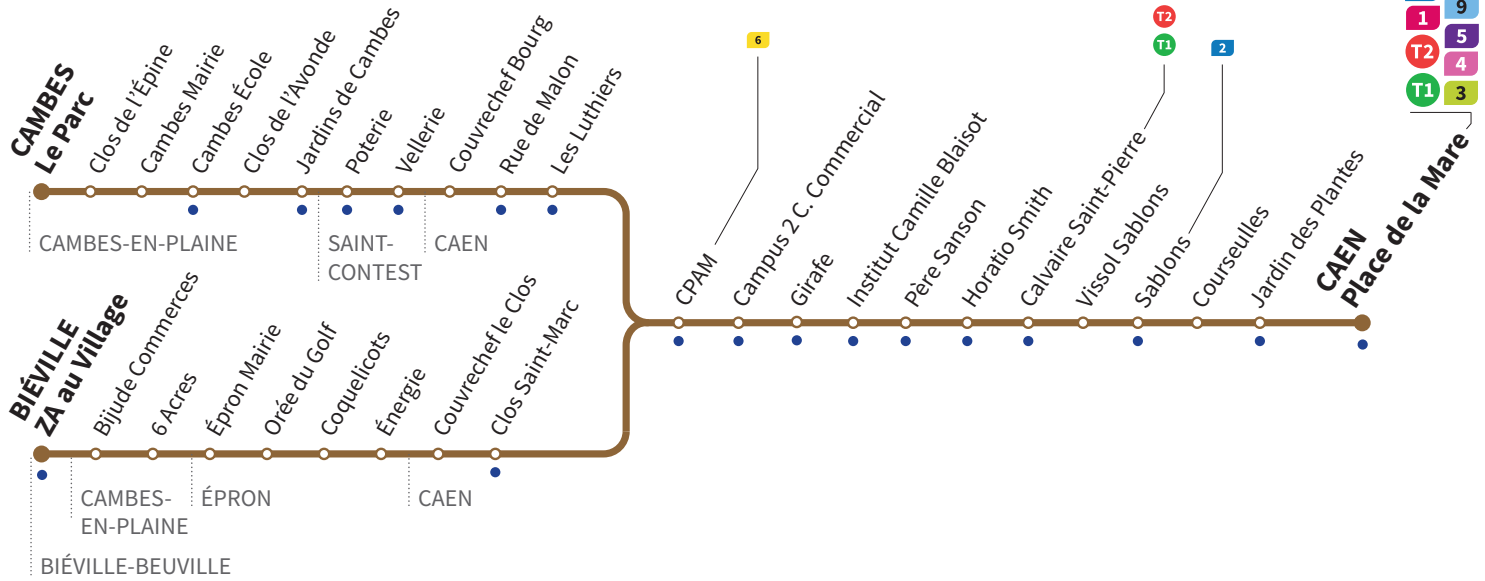 T2
T1
6
2
9
1
5
T2
4
T1
3
CAMBES
Le Parc
Clos de l'Épine
Cambes Mairie
Cambes École
Clos de l'Avonde
Jardins de Cambes
Poterie
Vellerie
Couvrechef Bourg
Rue de Malon
Les Luthiers
CAMBES-EN-PLAINE
SAINT-
CONTEST
CAEN
BIÉVILLE
ZA au Village
Bijude Commerces
6 Acres
Épron Mairie
Orée du Golf
Coquelicots
Énergie
Couvrechef le Clos
Clos Saint-Marc
CAMBES-
EN-PLAINE
ÉPRON
CAEN
BIÉVILLE-BEUVILLE
CPAM
Campus 2 C. Commercial
Girafe
Institut Camille Blaisot
Père Sanson
Horatio Smith
Calvaire Saint-Pierre
Vissol Sablons
Sablons
Courseulles
Jardin des Plantes
CAEN
Place de la Mare